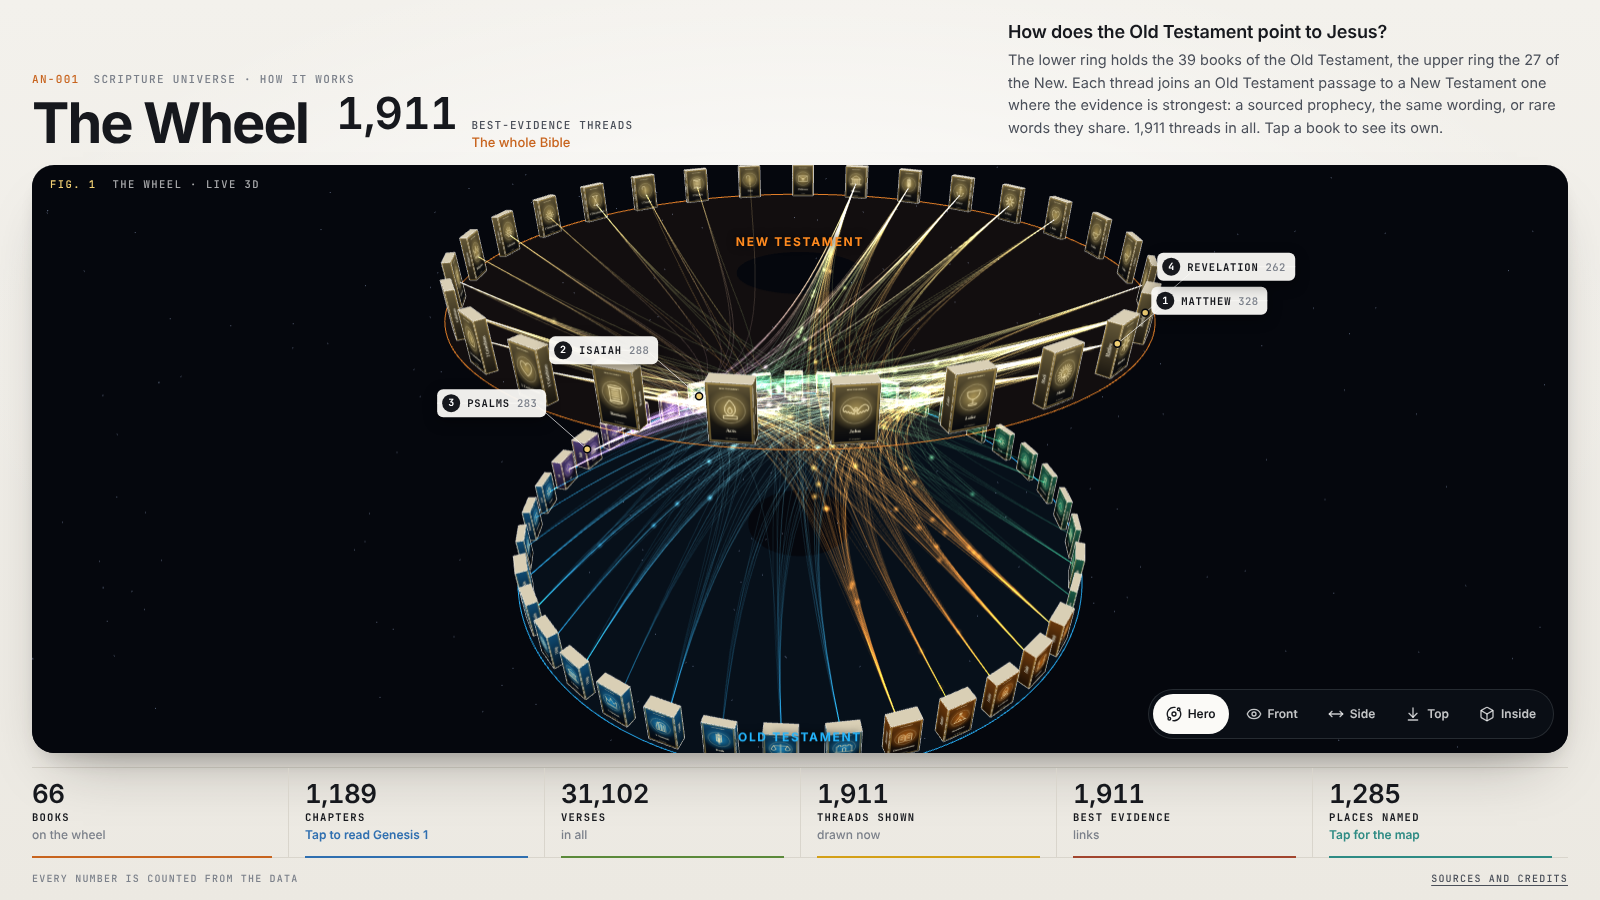 AN-001 SCRIPTURE UNIVERSE · HOW IT WORKS
The Wheel
1,911
BEST-EVIDENCE THREADS
The whole Bible
How does the Old Testament point to Jesus?
The lower ring holds the 39 books of the Old Testament, the upper ring the 27 of
the New. Each thread joins an Old Testament passage to a New Testament one
where the evidence is strongest: a sourced prophecy, the same wording, or rare
words they share. 1,911 threads in all. Tap a book to see its own.
FIG. 1 THE WHEEL · LIVE 3D
NEW TESTAMENT
4 REVELATION 262
1 MATTHEW 328
2 ISAIAH 288
3 PSALMS 283
Acts
John
Luke
OLD TESTAMENT
Hero
Front
Side
Top
Inside
66
BOOKS
on the wheel
1,189
CHAPTERS
Tap to read Genesis 1
31,102
VERSES
in all
1,911
THREADS SHOWN
drawn now
1,911
BEST EVIDENCE
links
1,285
PLACES NAMED
Tap for the map
EVERY NUMBER IS COUNTED FROM THE DATA
SOURCES AND CREDITS